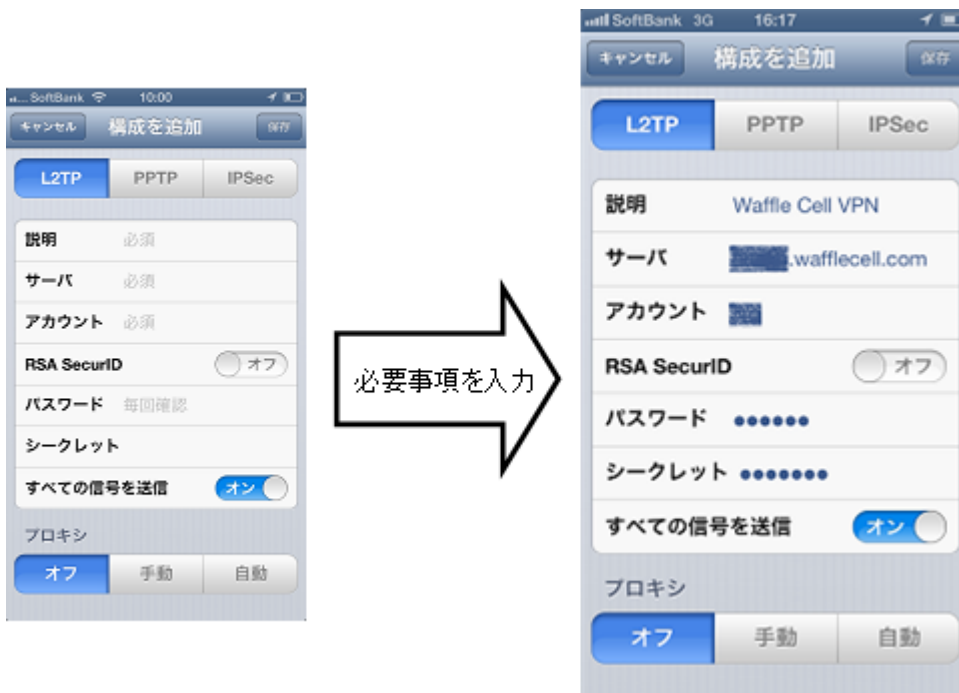 SoftBank 10:00
キャンセル 構成を追加 保存
L2TP PPTP IPSec
説明 必須
サーバ 必須
アカウント 必須
RSA SecurID オフ
パスワード 毎回確認
シークレット
すべての信号を送信 オン
プロキシ
オフ 手動 自動
必要事項を入力
SoftBank 3G 16:17
キャンセル 構成を追加 保存
L2TP PPTP IPSec
説明 Waffle Cell VPN
サーバ .wafflecell.com
アカウント
RSA SecurID オフ
パスワード ●●●●●●
シークレット ●●●●●●●
すべての信号を送信 オン
プロキシ
オフ 手動 自動